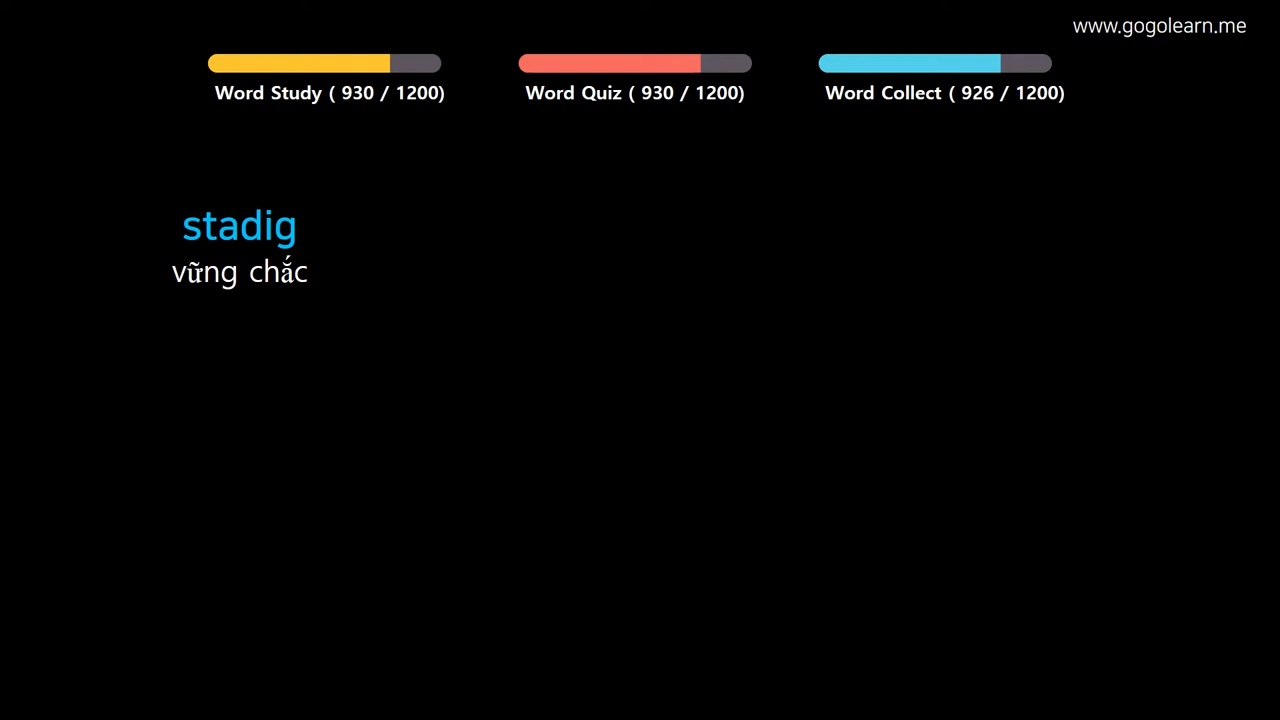 www.gogolearn.me
Word Study ( 930 / 1200)
Word Quiz ( 930 / 1200)
Word Collect ( 926 / 1200)
stadig
vững chắc